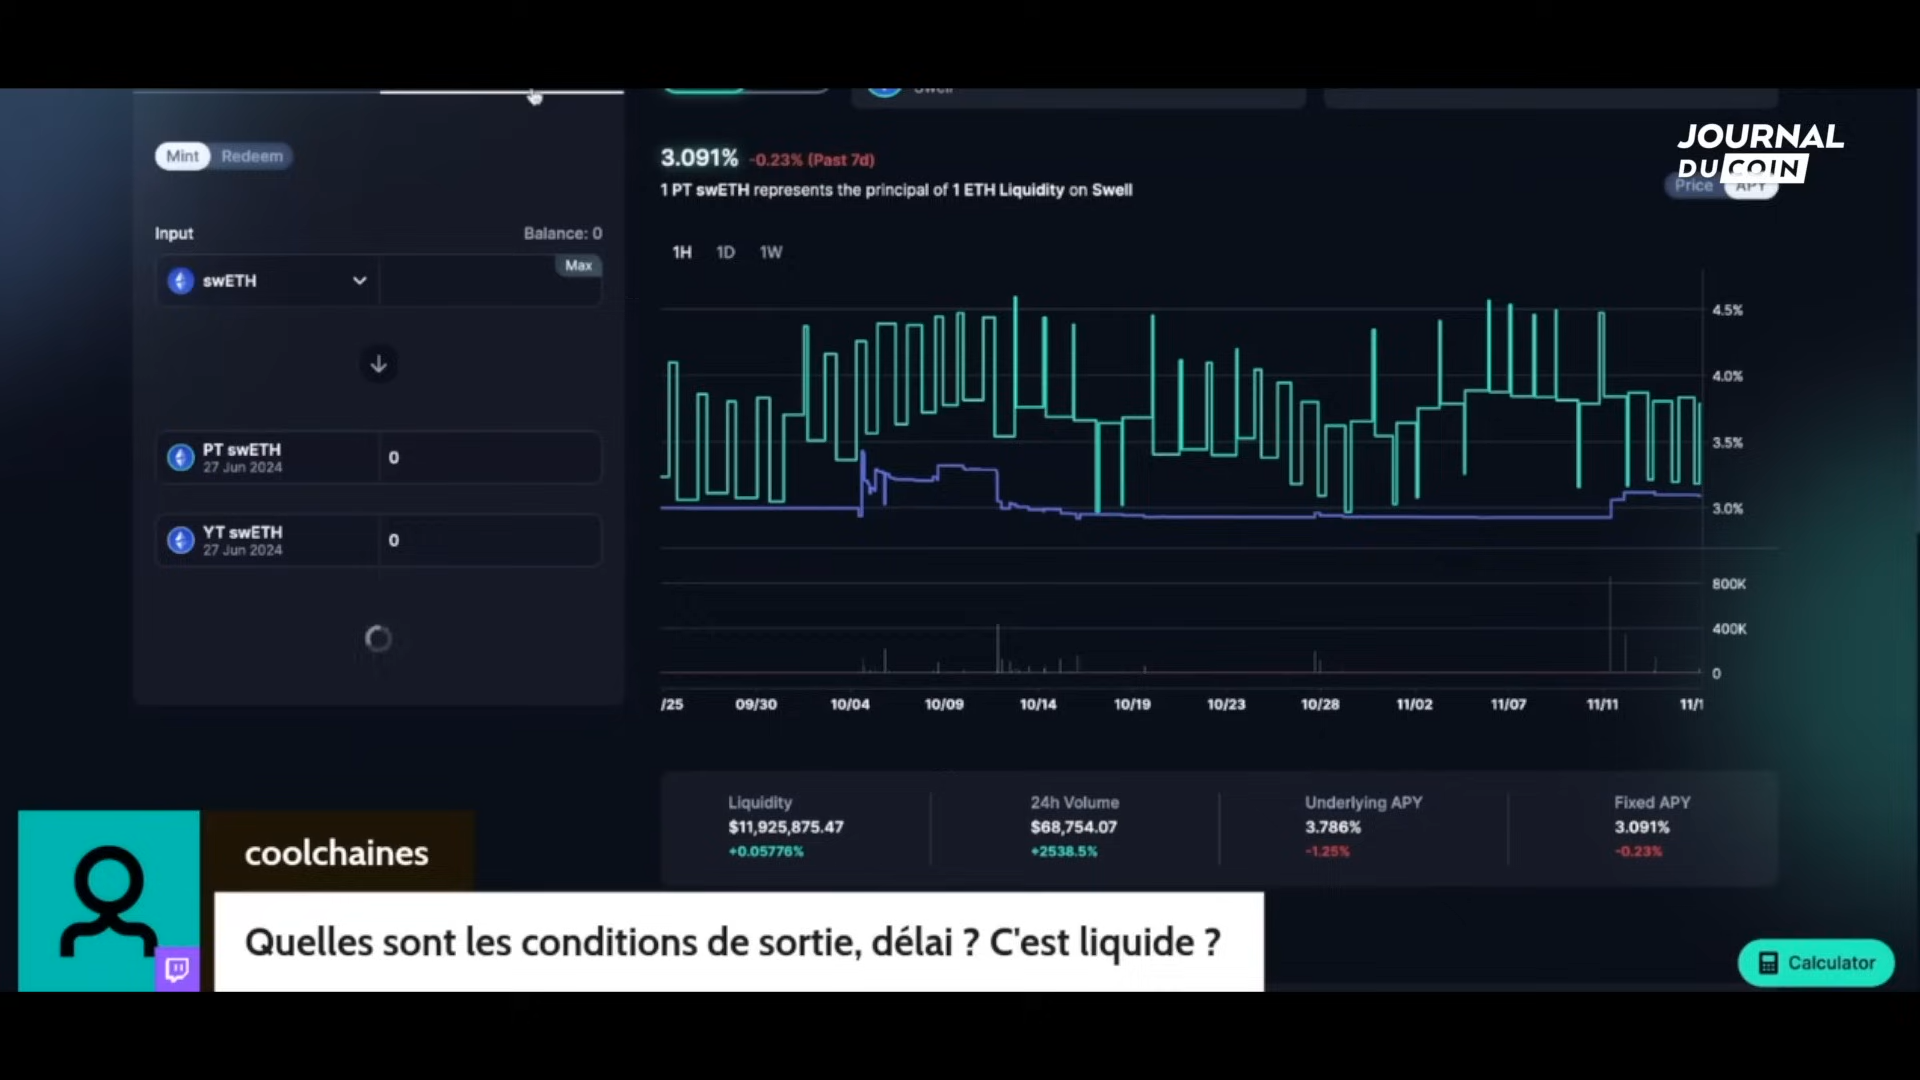 Swell
JOURNAL
DU COIN
Mint Redeem
3.091% -0.23% (Past 7d)
1 PT swETH represents the principal of 1 ETH Liquidity on Swell
Price APY
Input Balance: 0
1H 1D 1W
swETH Max
PT swETH
27 Jun 2024
0
YT swETH
27 Jun 2024
0
4.5%
4.0%
3.5%
3.0%
800K
400K
0
/25 09/30 10/04 10/09 10/14 10/19 10/23 10/28 11/02 11/07 11/11 11/1
Liquidity
$11,925,875.47
+0.05776%
24h Volume
$68,754.07
+2538.5%
Underlying APY
3.786%
-1.25%
Fixed APY
3.091%
-0.23%
coolchaines
Quelles sont les conditions de sortie, délai ? C'est liquide ?
Calculator